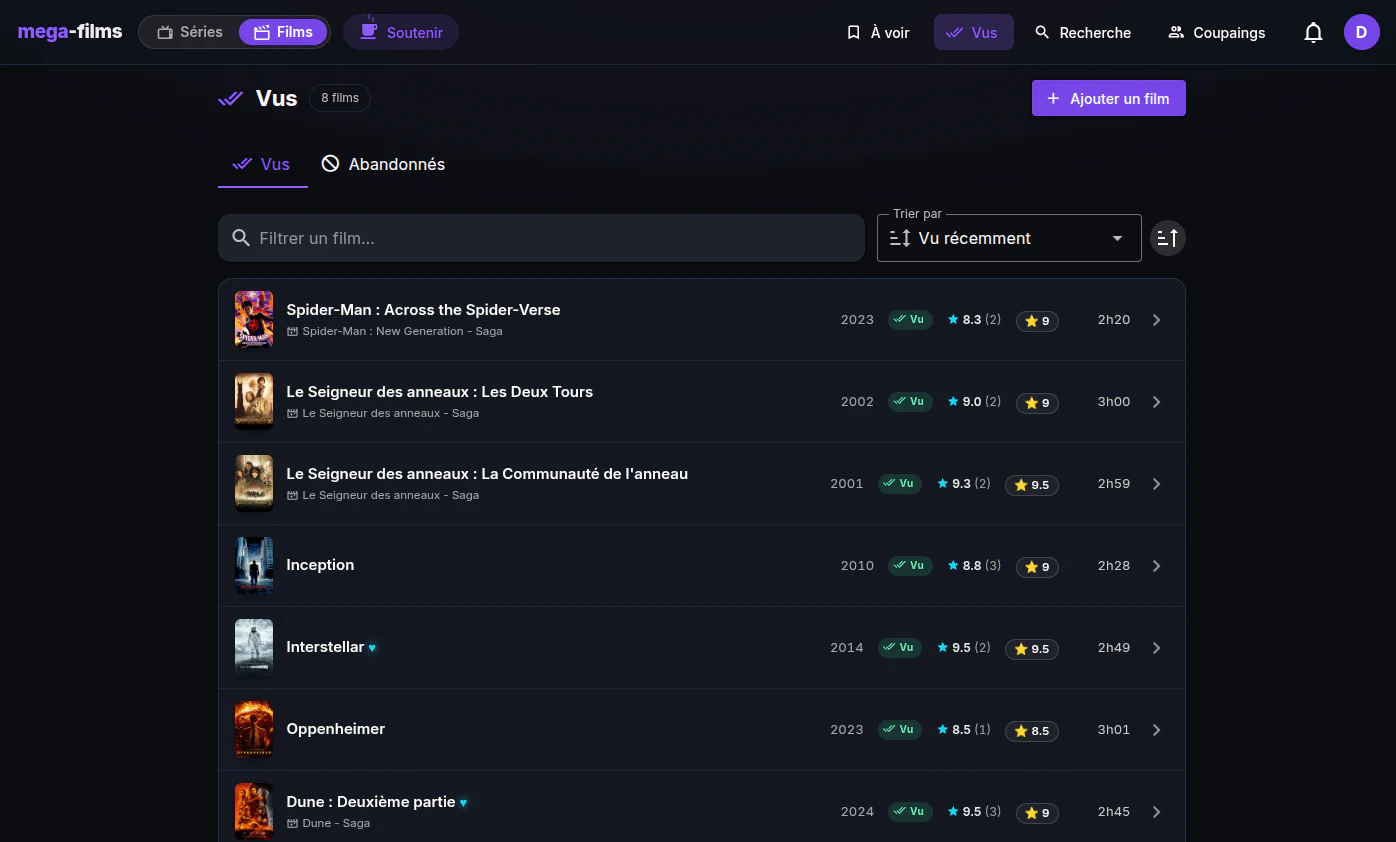 mega-films
Séries
Films
Soutenir
À voir
Vus
Recherche
Coupaings
D
Vus
8 films
Ajouter un film
Vus
Abandonnés
Filtrer un film...
Trier par
Vu récemment
Spider-Man : Across the Spider-Verse
Spider-Man : New Generation - Saga
2023 Vu 8.3 (2) 9 2h20
Le Seigneur des anneaux : Les Deux Tours
Le Seigneur des anneaux - Saga
2002 Vu 9.0 (2) 9 3h00
Le Seigneur des anneaux : La Communauté de l'anneau
Le Seigneur des anneaux - Saga
2001 Vu 9.3 (2) 9.5 2h59
Inception
2010 Vu 8.8 (3) 9 2h28
Interstellar
2014 Vu 9.5 (2) 9.5 2h49
OPPENHEIMER
Oppenheimer
2023 Vu 8.5 (1) 8.5 3h01
Dune : Deuxième partie
Dune - Saga
2024 Vu 9.5 (3) 9 2h45